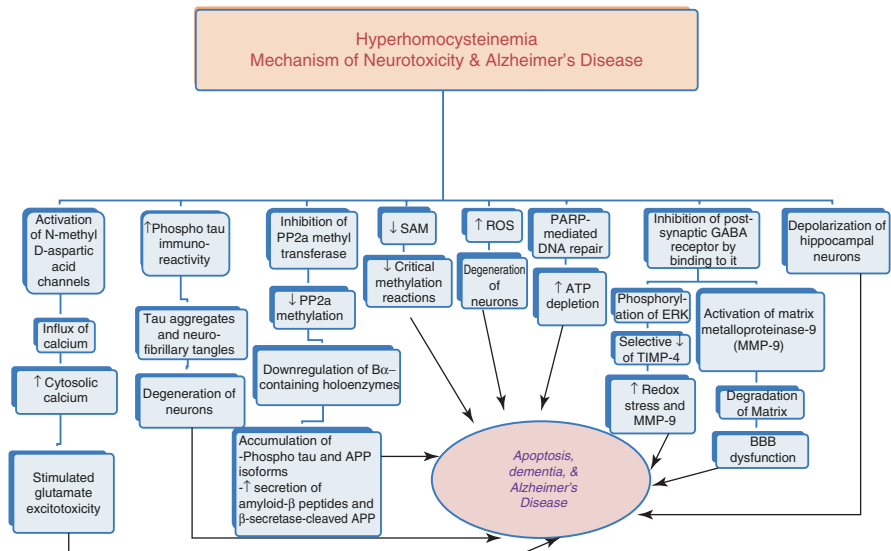 Hyperhomocysteinemia
Mechanism of Neurotoxicity & Alzheimer's Disease
Activation
of N-methyl
D-aspartic
acid
channels
Influx of
calcium
↑ Cytosolic
calcium
Stimulated
glutamate
excitotoxicity
↑Phospho tau
immuno-
reactivity
Tau aggregates
and neuro-
fibrillary tangles
Degeneration of
neurons
Inhibition of
PP2a methyl
transferase
↓ PP2a
methylation
Downregulation of Bα–
containing holoenzymes
Accumulation of
-Phospho tau and APP
isoforms
-↑ secretion of
amyloid-β peptides and
β-secretase-cleaved APP
↓ SAM
↓ Critical
methylation
reactions
↑ ROS
Degeneration
of
neurons
PARP-
mediated
DNA repair
↑ ATP
depletion
Inhibition of post-
synaptic GABA
receptor by
binding to it
Phosphoryl-
ation of ERK
Selective ↓
of TIMP-4
↑ Redox
stress and
MMP-9
Activation of matrix
metalloproteinase-9
(MMP-9)
Degradation
of Matrix
BBB
dysfunction
Depolarization of
hippocampal
neurons
Apoptosis,
dementia, &
Alzheimer's
Disease